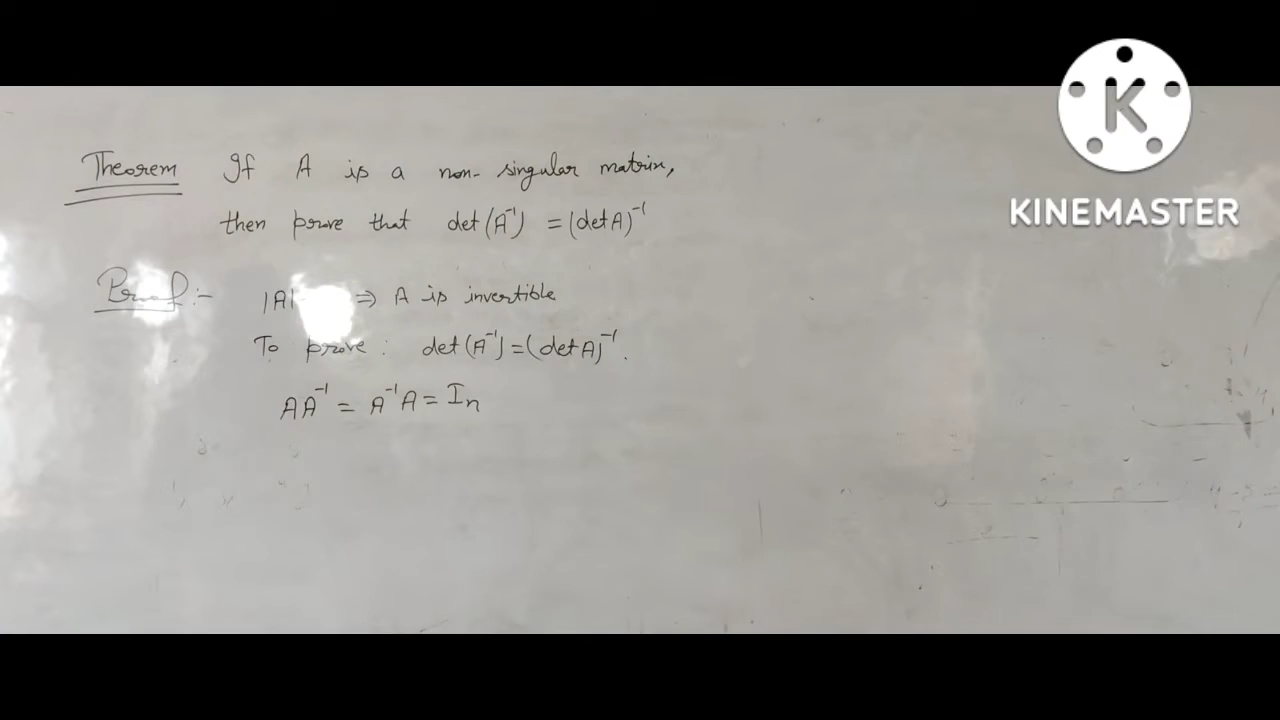 Theorem If A is a non-singular matrix,
then prove that det(A⁻¹) = (det A)⁻¹
Proof :- |A| ⇒ A is invertible
To prove : det(A⁻¹) = (det A)⁻¹.
AA⁻¹ = A⁻¹A = Iₙ
K
KINEMASTER